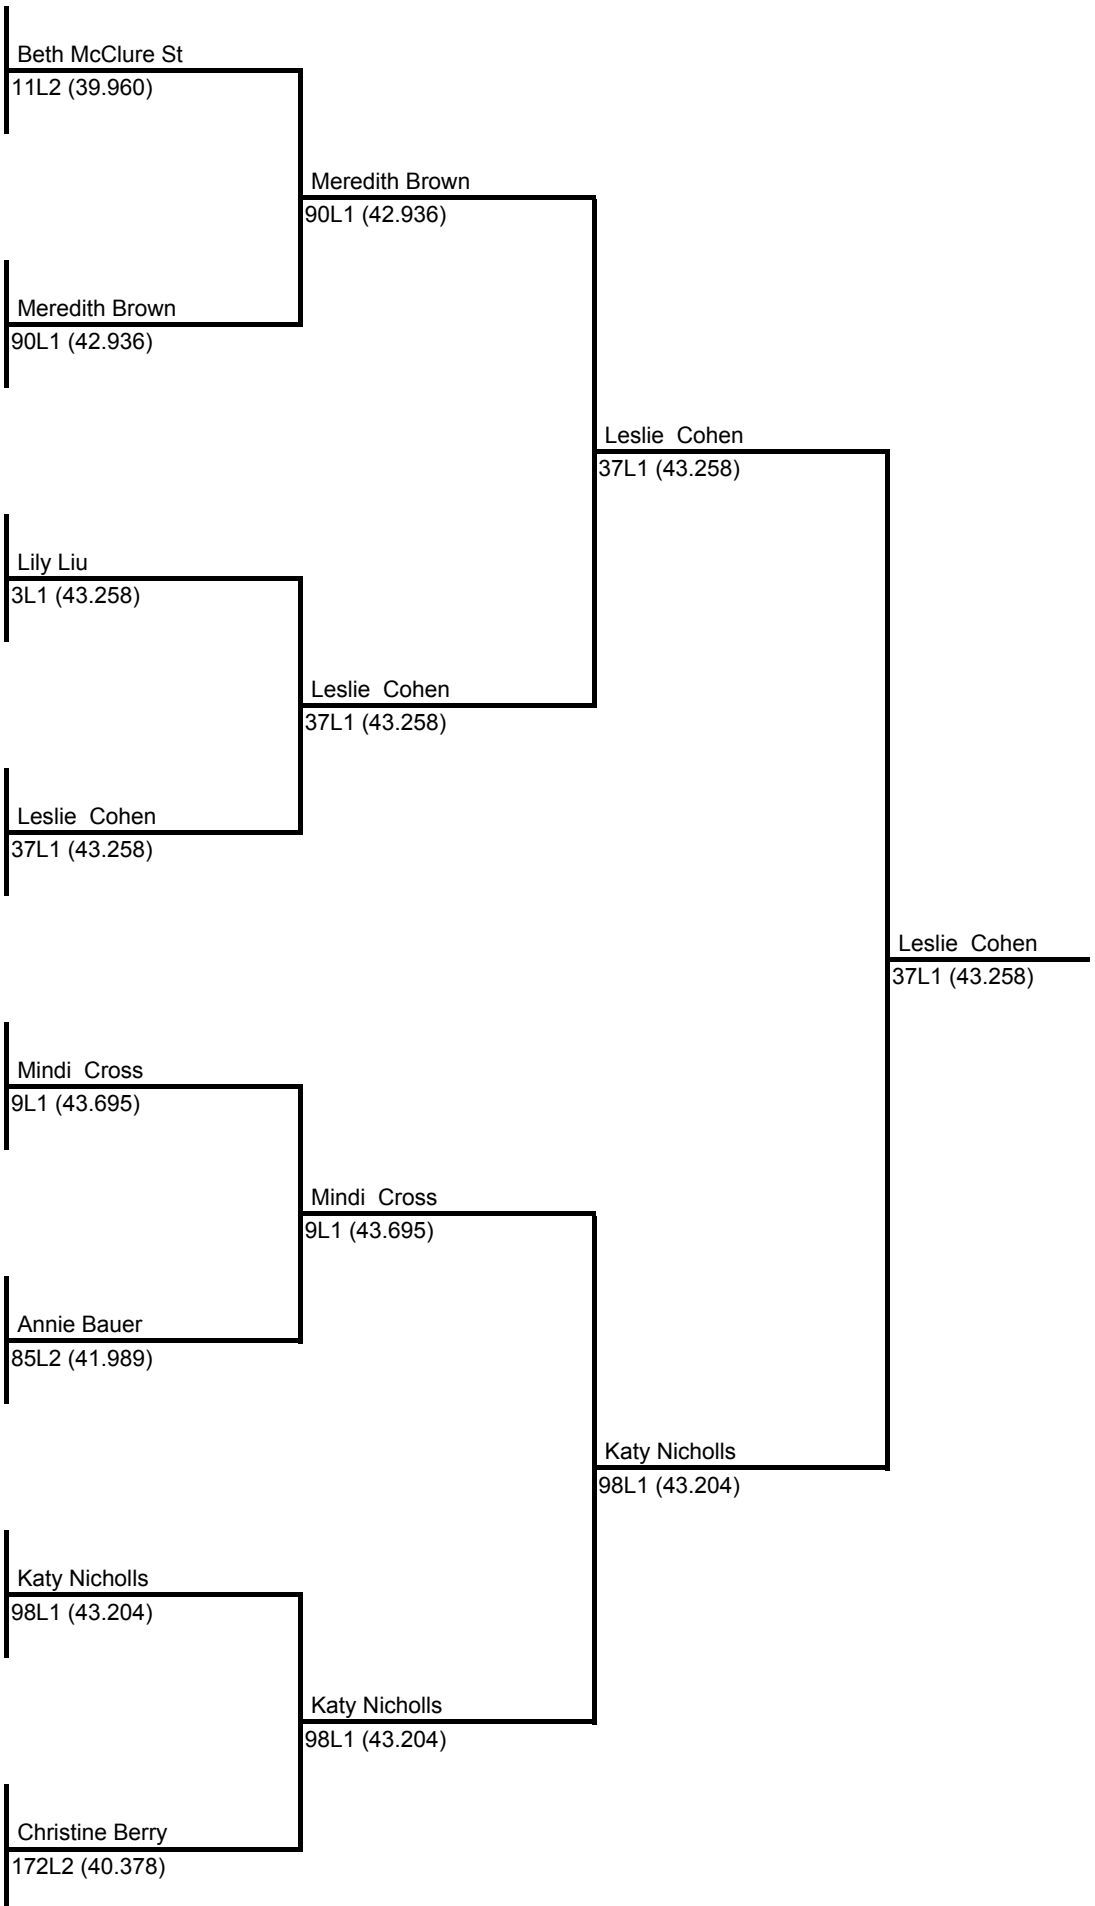 Beth McClure St
11L2 (39.960)
Meredith Brown
90L1 (42.936)
Meredith Brown
90L1 (42.936)
Leslie  Cohen
37L1 (43.258)
Lily Liu
3L1 (43.258)
Leslie  Cohen
37L1 (43.258)
Leslie  Cohen
37L1 (43.258)
Leslie  Cohen
37L1 (43.258)
Mindi  Cross
9L1 (43.695)
Mindi  Cross
9L1 (43.695)
Annie Bauer
85L2 (41.989)
Katy Nicholls
98L1 (43.204)
Katy Nicholls
98L1 (43.204)
Katy Nicholls
98L1 (43.204)
Christine Berry
172L2 (40.378)